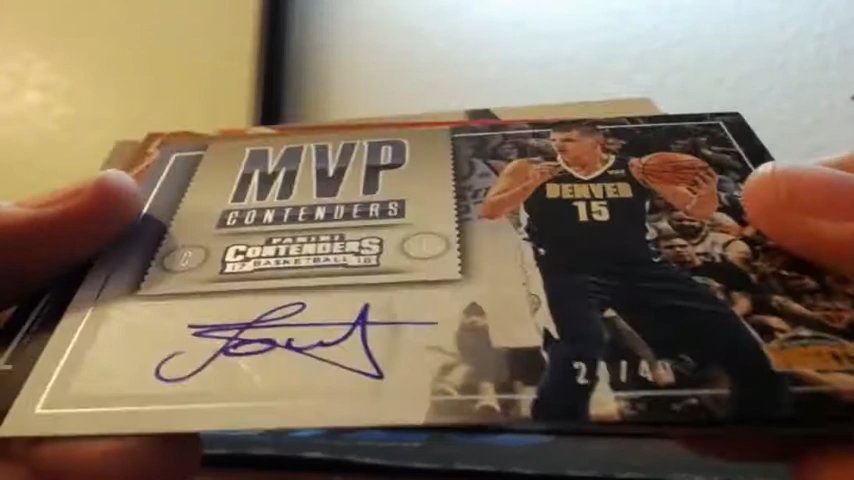 MVP
CONTENDERS
PANINI
CONTENDERS
17 BASKETBALL 18
C
DENVER
15